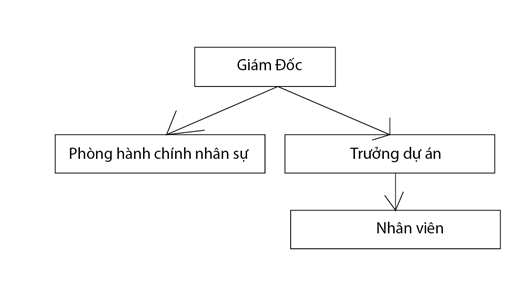 Giám Đốc
Phòng hành chính nhân sự
Trưởng dự án
Nhân viên